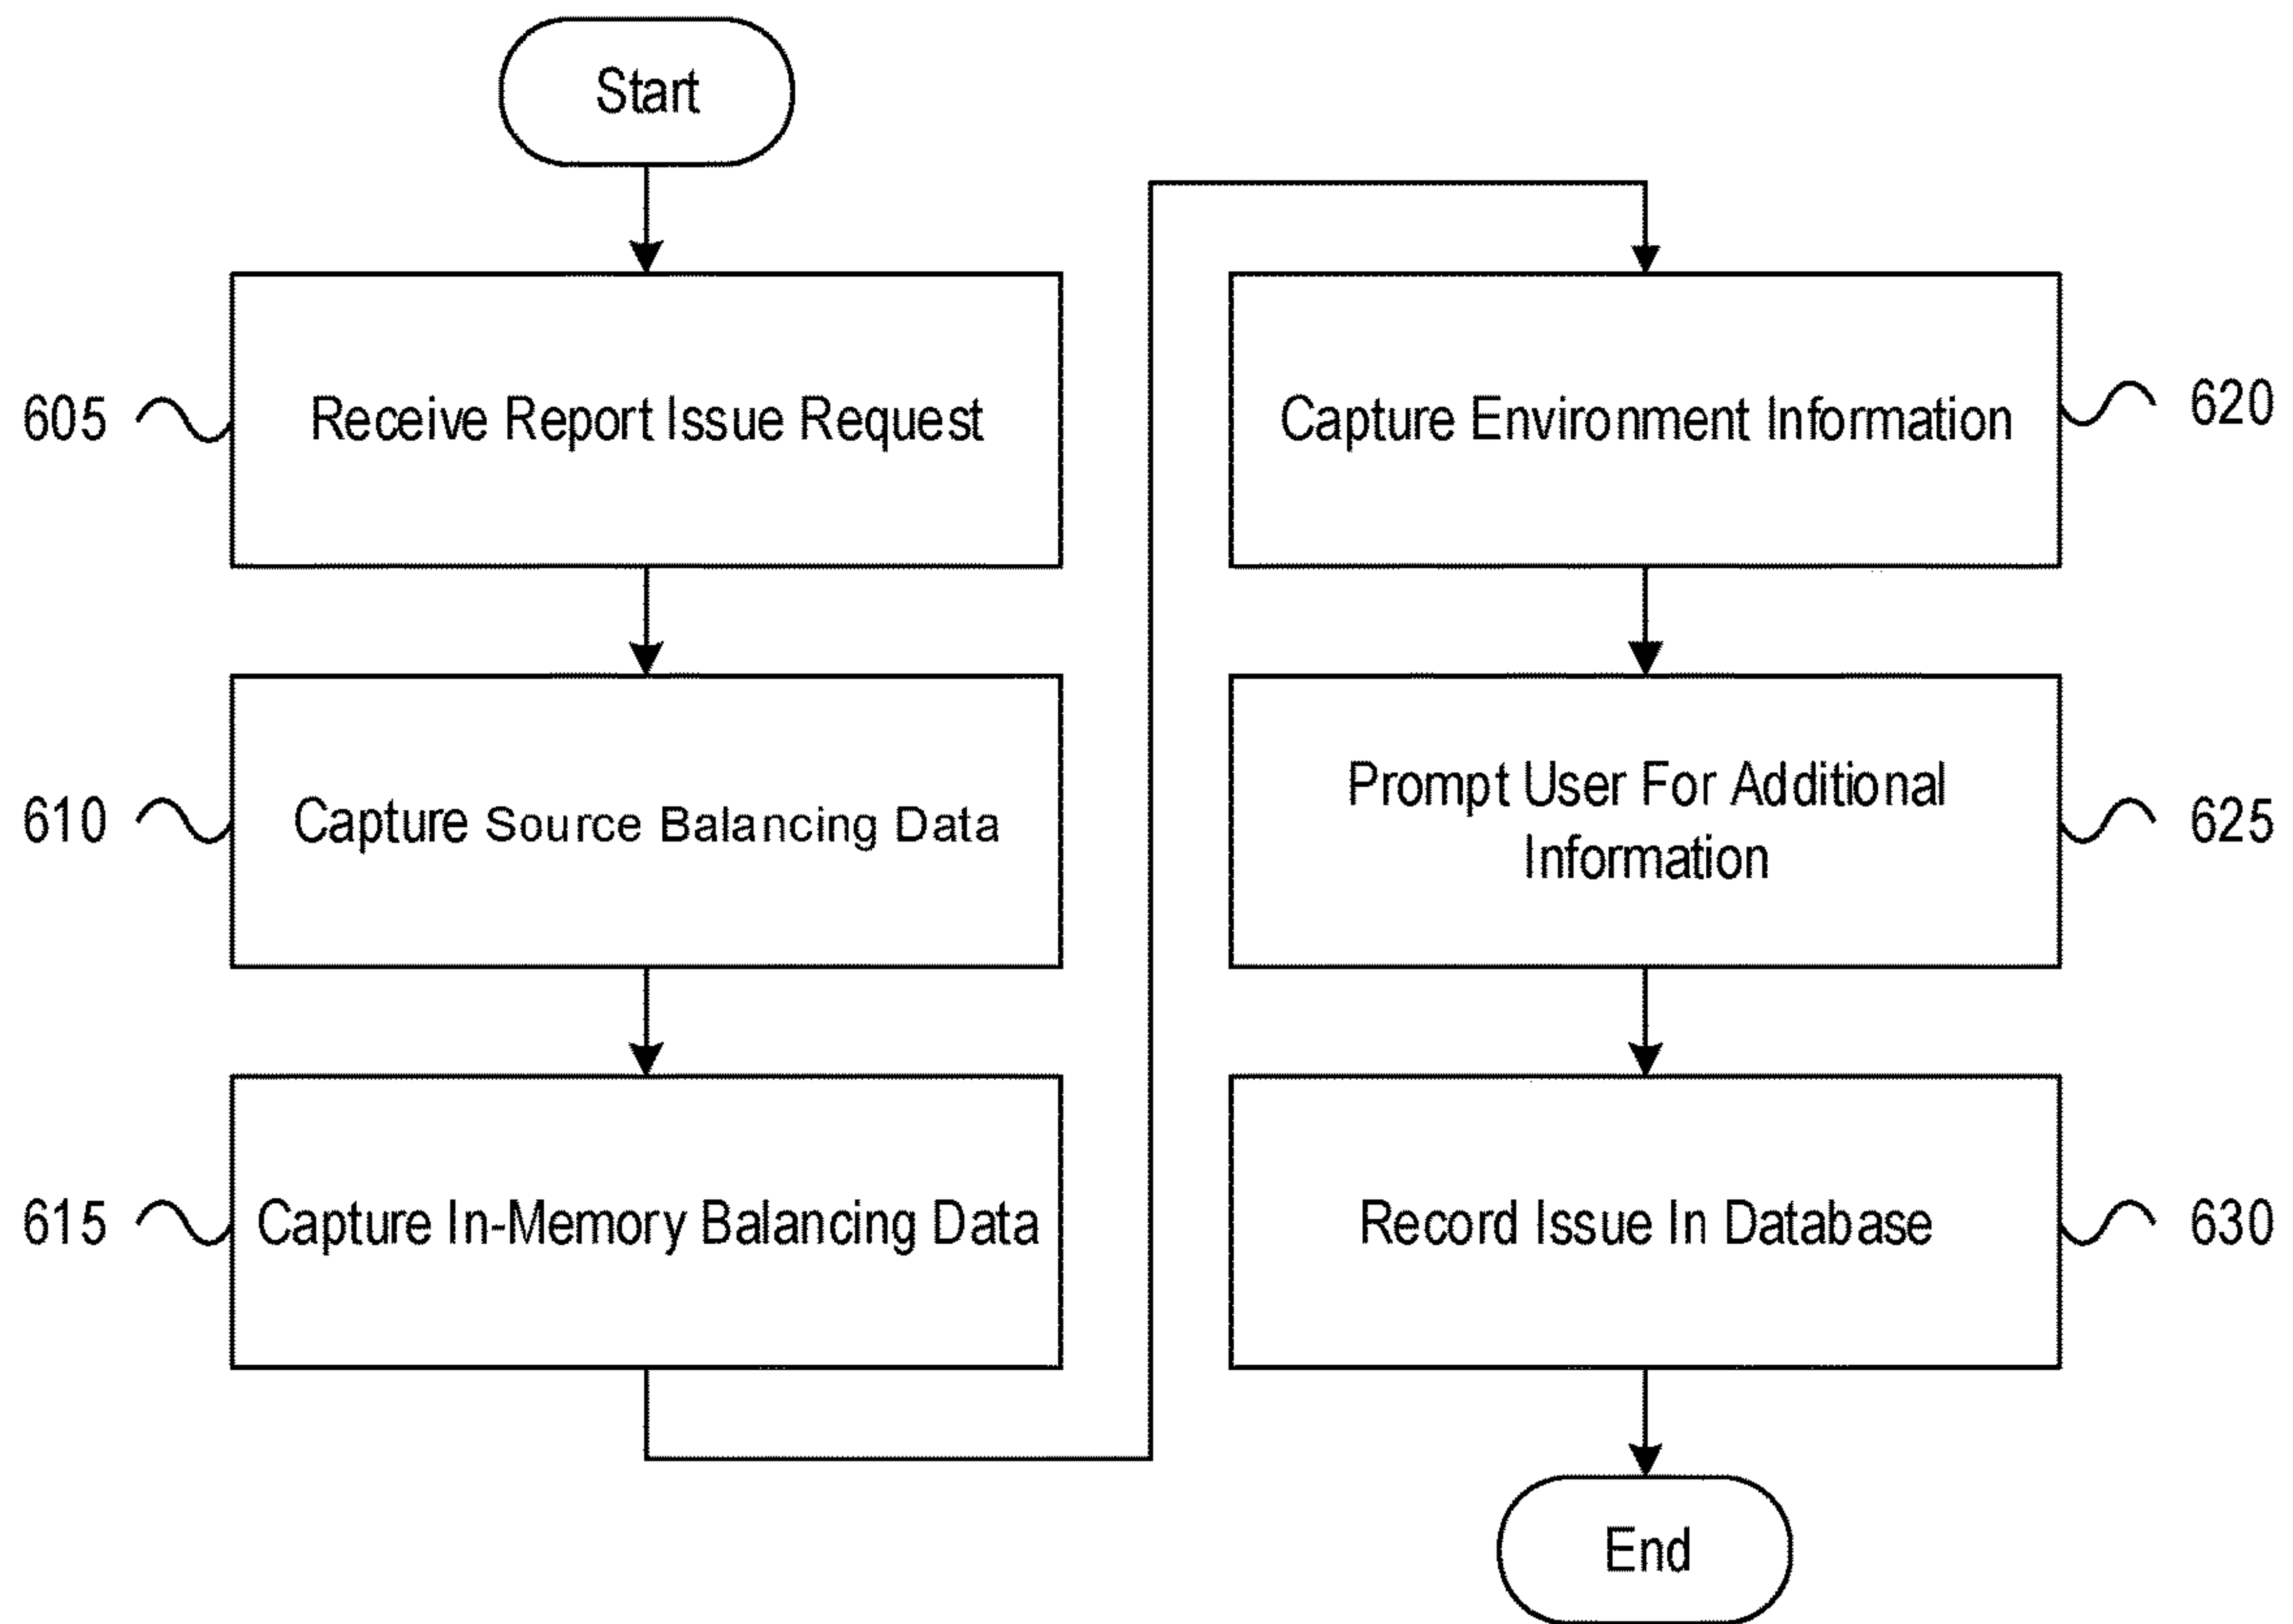 Start
605
Receive Report Issue Request
610
Capture Source Balancing Data
615
Capture In-Memory Balancing Data
Capture Environment Information
620
Prompt User For Additional
Information
625
Record Issue In Database
630
End